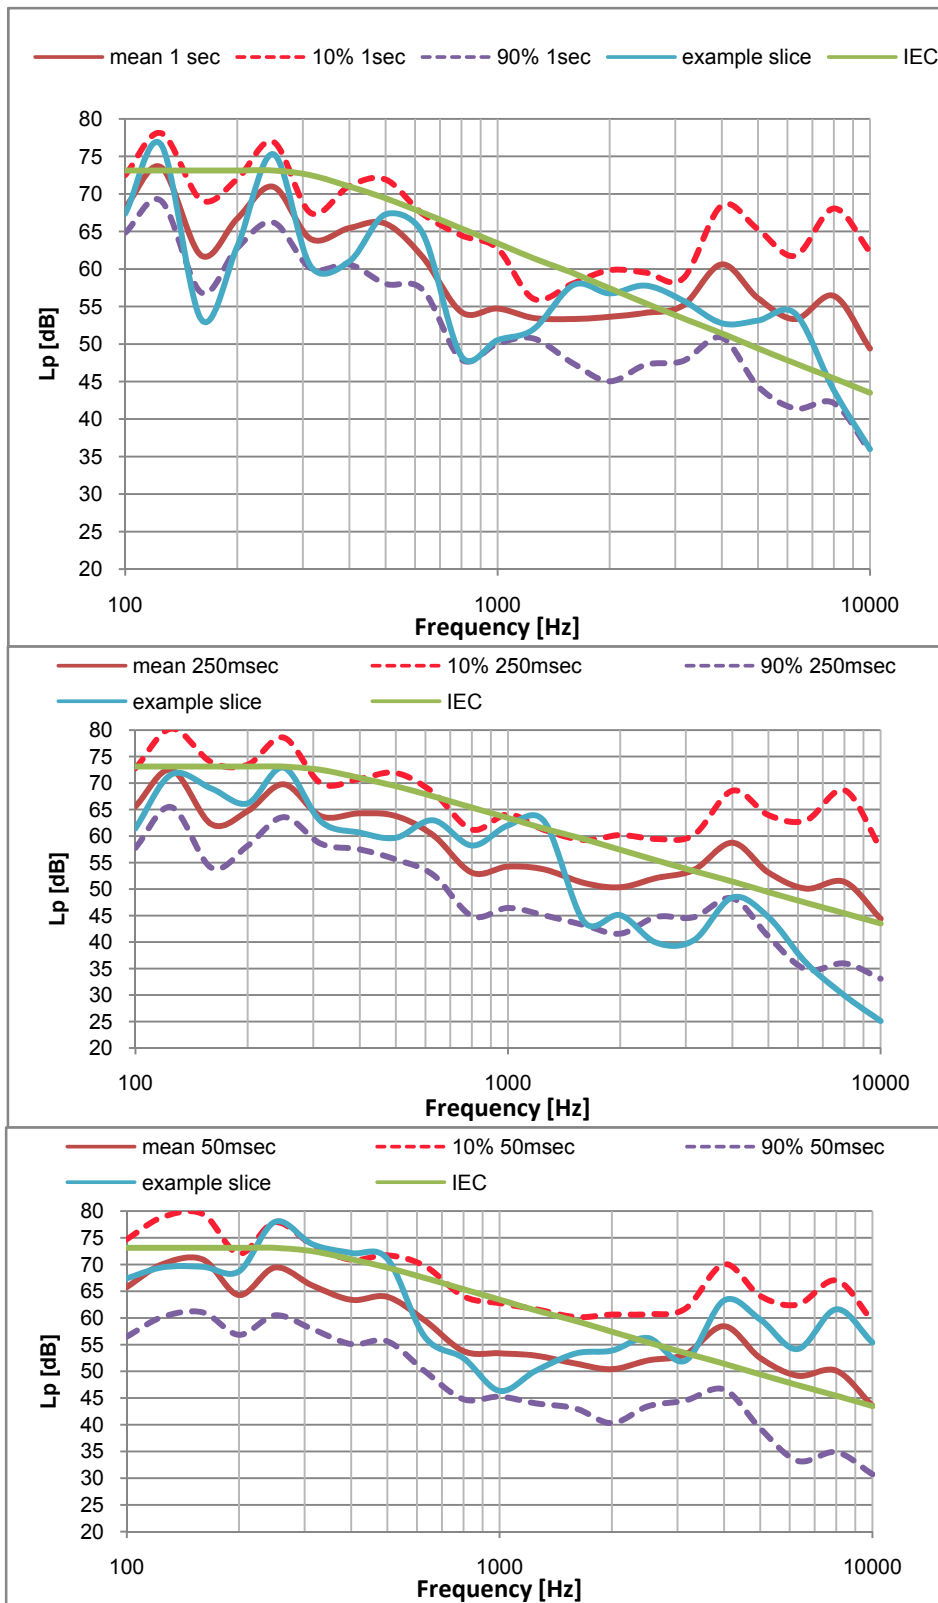 mean 1 sec 10% 1sec 90% 1sec example slice IEC
80
75
70
65
60
55
50
45
40
35
30
25
20
Lp [dB]
100 1000 10000
Frequency [Hz]
mean 250msec 10% 250msec 90% 250msec
example slice IEC
80
75
70
65
60
55
50
45
40
35
30
25
20
Lp [dB]
100 1000 10000
Frequency [Hz]
mean 50msec 10% 50msec 90% 50msec
example slice IEC
80
75
70
65
60
55
50
45
40
35
30
25
20
Lp [dB]
100 1000 10000
Frequency [Hz]